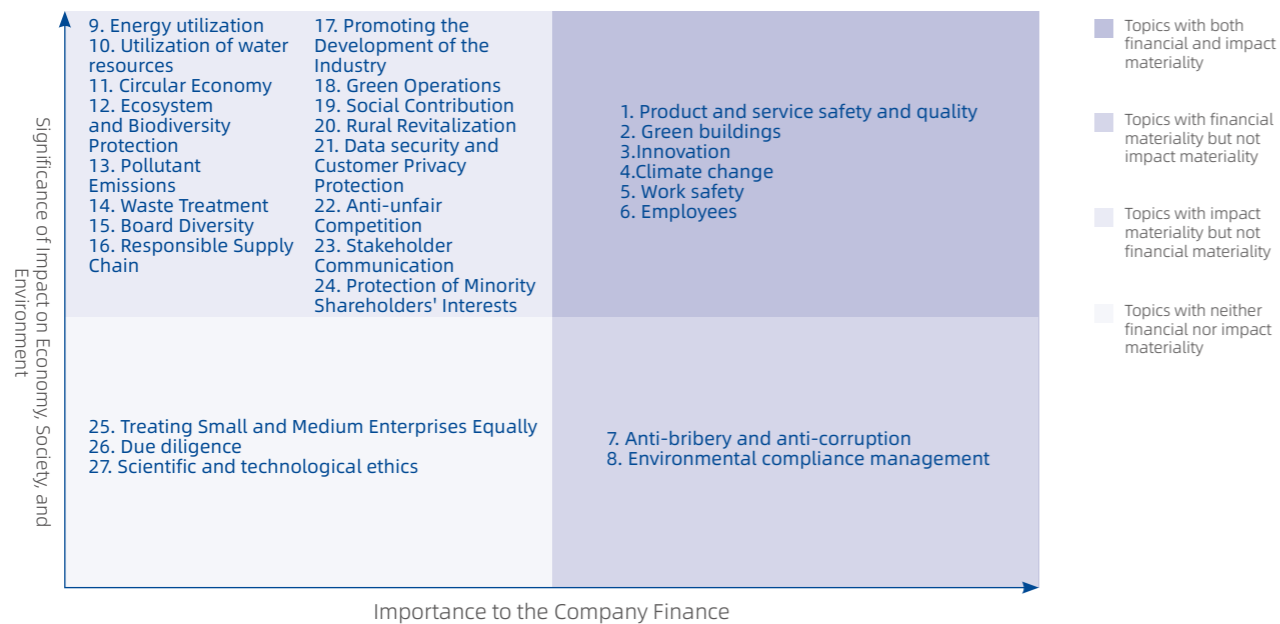 Significance of Impact on Economy, Society, and
Environment
9. Energy utilization
10. Utilization of water
resources
11. Circular Economy
12. Ecosystem
and Biodiversity
Protection
13. Pollutant
Emissions
14. Waste Treatment
15. Board Diversity
16. Responsible Supply
Chain
17. Promoting the
Development of the
Industry
18. Green Operations
19. Social Contribution
20. Rural Revitalization
21. Data security and
Customer Privacy
Protection
22. Anti-unfair
Competition
23. Stakeholder
Communication
24. Protection of Minority
Shareholders' Interests
1. Product and service safety and quality
2. Green buildings
3.Innovation
4.Climate change
5. Work safety
6. Employees
25. Treating Small and Medium Enterprises Equally
26. Due diligence
27. Scientific and technological ethics
7. Anti-bribery and anti-corruption
8. Environmental compliance management
Importance to the Company Finance
Topics with both
financial and impact
materiality
Topics with financial
materiality but not
impact materiality
Topics with impact
materiality but not
financial materiality
Topics with neither
financial nor impact
materiality